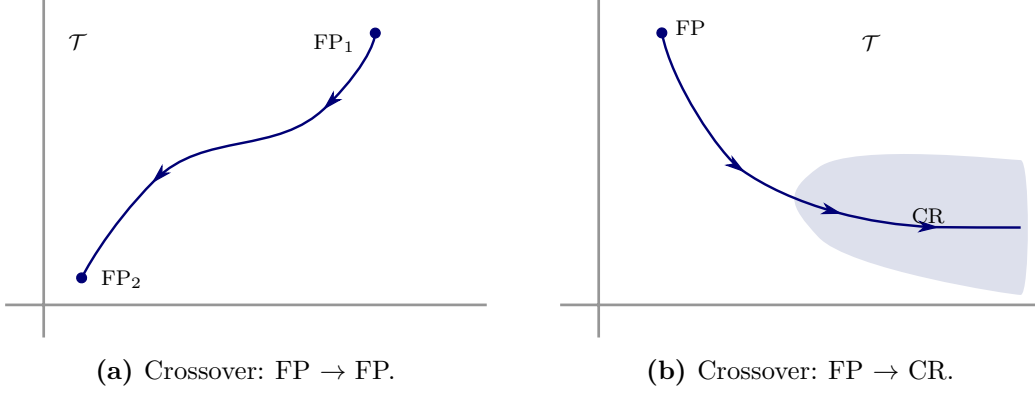 𝒯
FP₁
FP₂
(a) Crossover: FP → FP.
FP
𝒯
CR
(b) Crossover: FP → CR.